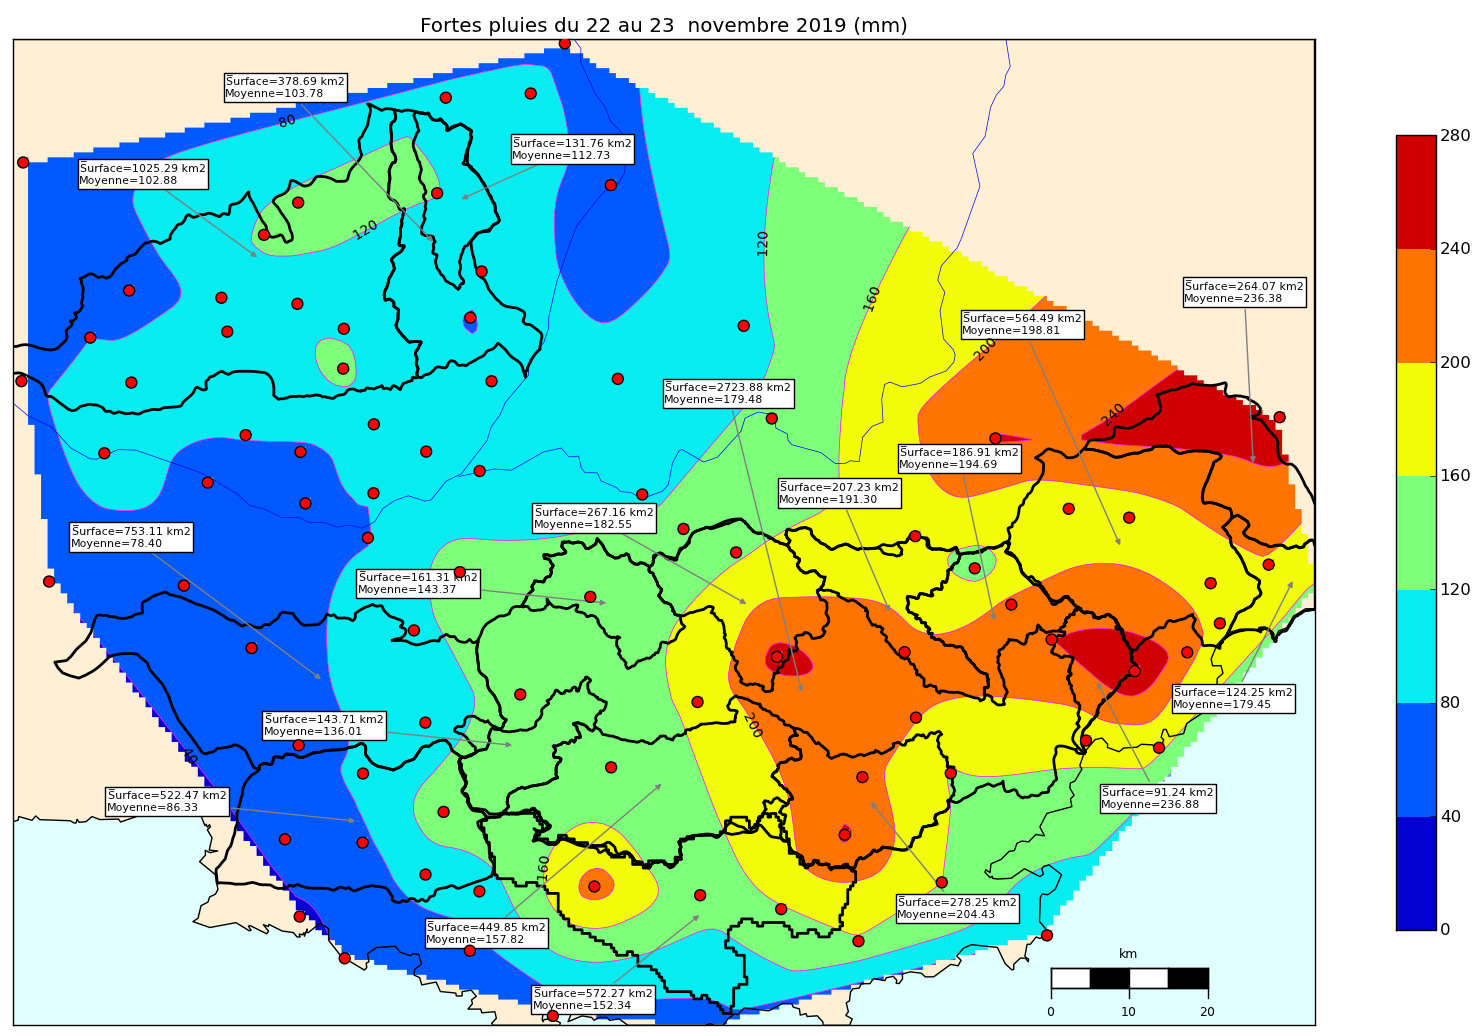 Fortes pluies du 22 au 23  novembre 2019 (mm)
Surface=378.69 km2
Moyenne=103.78
80
Surface=131.76 km2
Moyenne=112.73
280
Surface=1025.29 km2
Moyenne=102.88
120
120
240
160
Surface=264.07 km2
Moyenne=236.38
Surface=564.49 km2
Moyenne=198.81
200
200
Surface=2723.88 km2
Moyenne=179.48
240
Surface=186.91 km2
Moyenne=194.69
160
Surface=207.23 km2
Moyenne=191.30
Surface=267.16 km2
Moyenne=182.55
Surface=753.11 km2
Moyenne=78.40
Surface=161.31 km2
Moyenne=143.37
120
Surface=124.25 km2
Moyenne=179.45
80
Surface=143.71 km2
Moyenne=136.01
200
40
Surface=522.47 km2
Moyenne=86.33
Surface=91.24 km2
Moyenne=236.88
40
160
Surface=278.25 km2
Moyenne=204.43
Surface=449.85 km2
Moyenne=157.82
0
km
Surface=572.27 km2
Moyenne=152.34
0 10 20